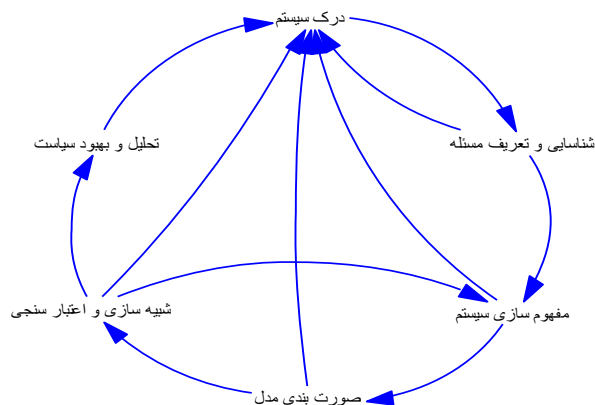 درک سیستم
شناسایی و تعریف مسئله
تحلیل و بهبود سیاست
مفهوم سازی سیستم
شبیه سازی و اعتبار سنجی
صورت بندی مدل